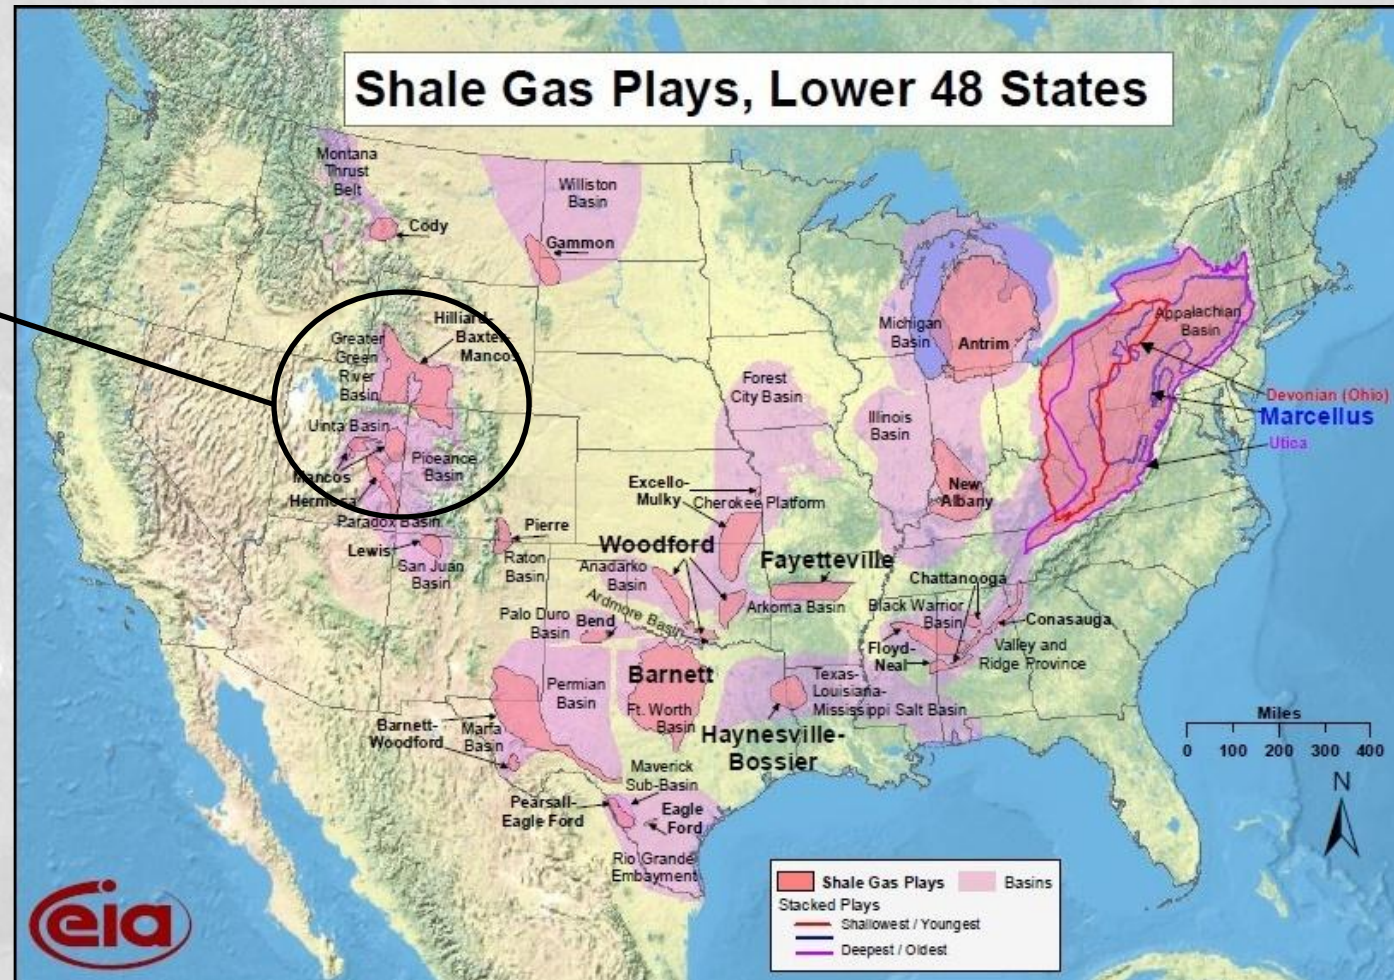 Shale Gas Plays, Lower 48 States
Montana
Thrust
Belt
Cody
Williston
Basin
Gammon
Hilliard-
Baxter-
Mancos
Greater
Green
River
Basin
Uinta Basin
Piceance
Basin
Mancos
Hermosa
Paradox Basin
Lewis
San Juan
Basin
Pierre
Raton
Basin
Michigan
Basin
Antrim
Forest
City Basin
Illinois
Basin
New
Albany
Appalachian
Basin
Devonian (Ohio)
Marcellus
Utica
Excello-
Mulky
Cherokee Platform
Woodford
Anadarko
Basin
Ardmore Basin
Palo Duro
Basin
Bend
Fayetteville
Arkoma Basin
Chattanooga
Black Warrior
Basin
Conasauga
Floyd-
Neal
Valley and
Ridge Province
Barnett
Ft. Worth
Basin
Permian
Basin
Barnett-
Woodford
Marfa
Basin
Texas-
Louisiana-
Mississippi Salt Basin
Haynesville-
Bossier
Maverick
Sub-Basin
Pearsall-
Eagle Ford
Eagle
Ford
Rio Grande
Embayment
Miles
0 100 200 300 400
N
Shale Gas Plays
Basins
Stacked Plays
Shallowest / Youngest
Deepest / Oldest
eia